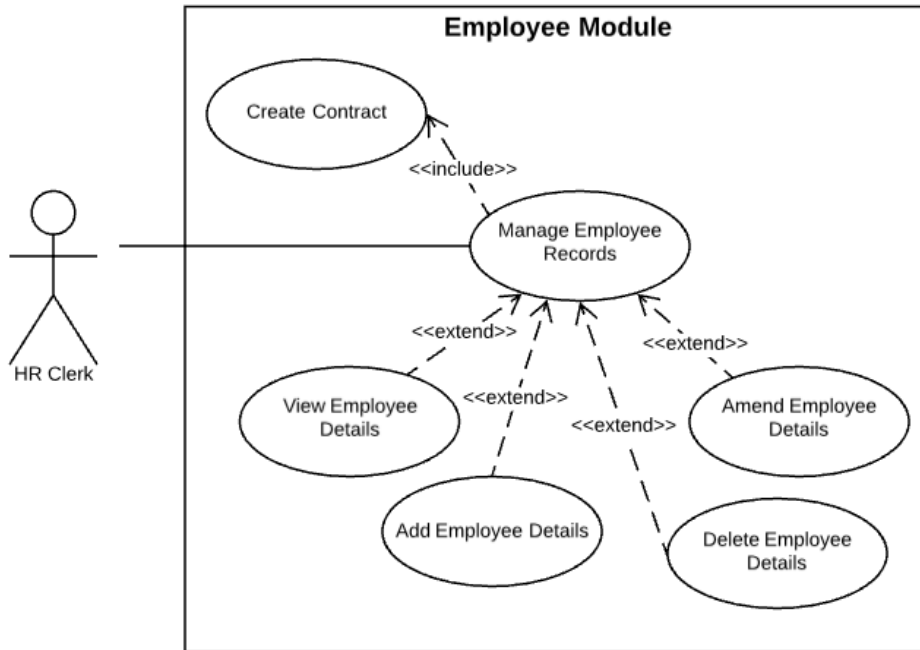 Employee Module
Create Contract
<<include>>
Manage Employee
Records
HR Clerk
<<extend>>
<<extend>>
<<extend>>
<<extend>>
View Employee
Details
Amend Employee
Details
Add Employee Details
Delete Employee
Details